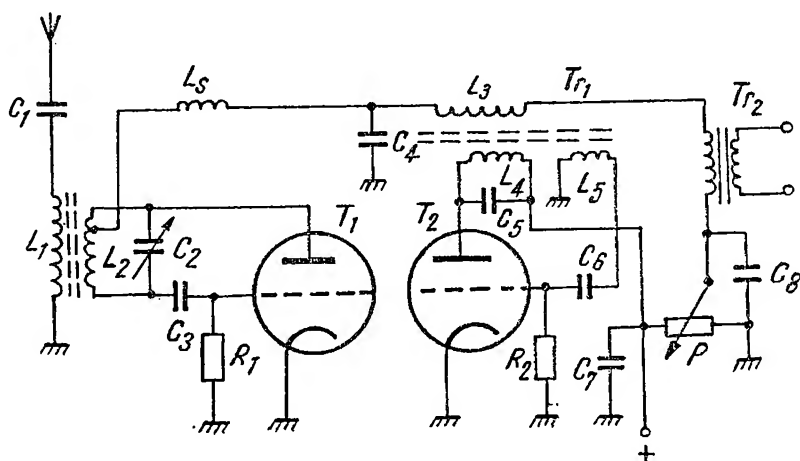 C₁
Lₛ
L₃
Tr₁
Tr₂
C₄
L₁
L₂
C₂
T₁
T₂
L₄
L₅
C₅
C₃
R₁
C₆
R₂
C₇
P
C₈
+